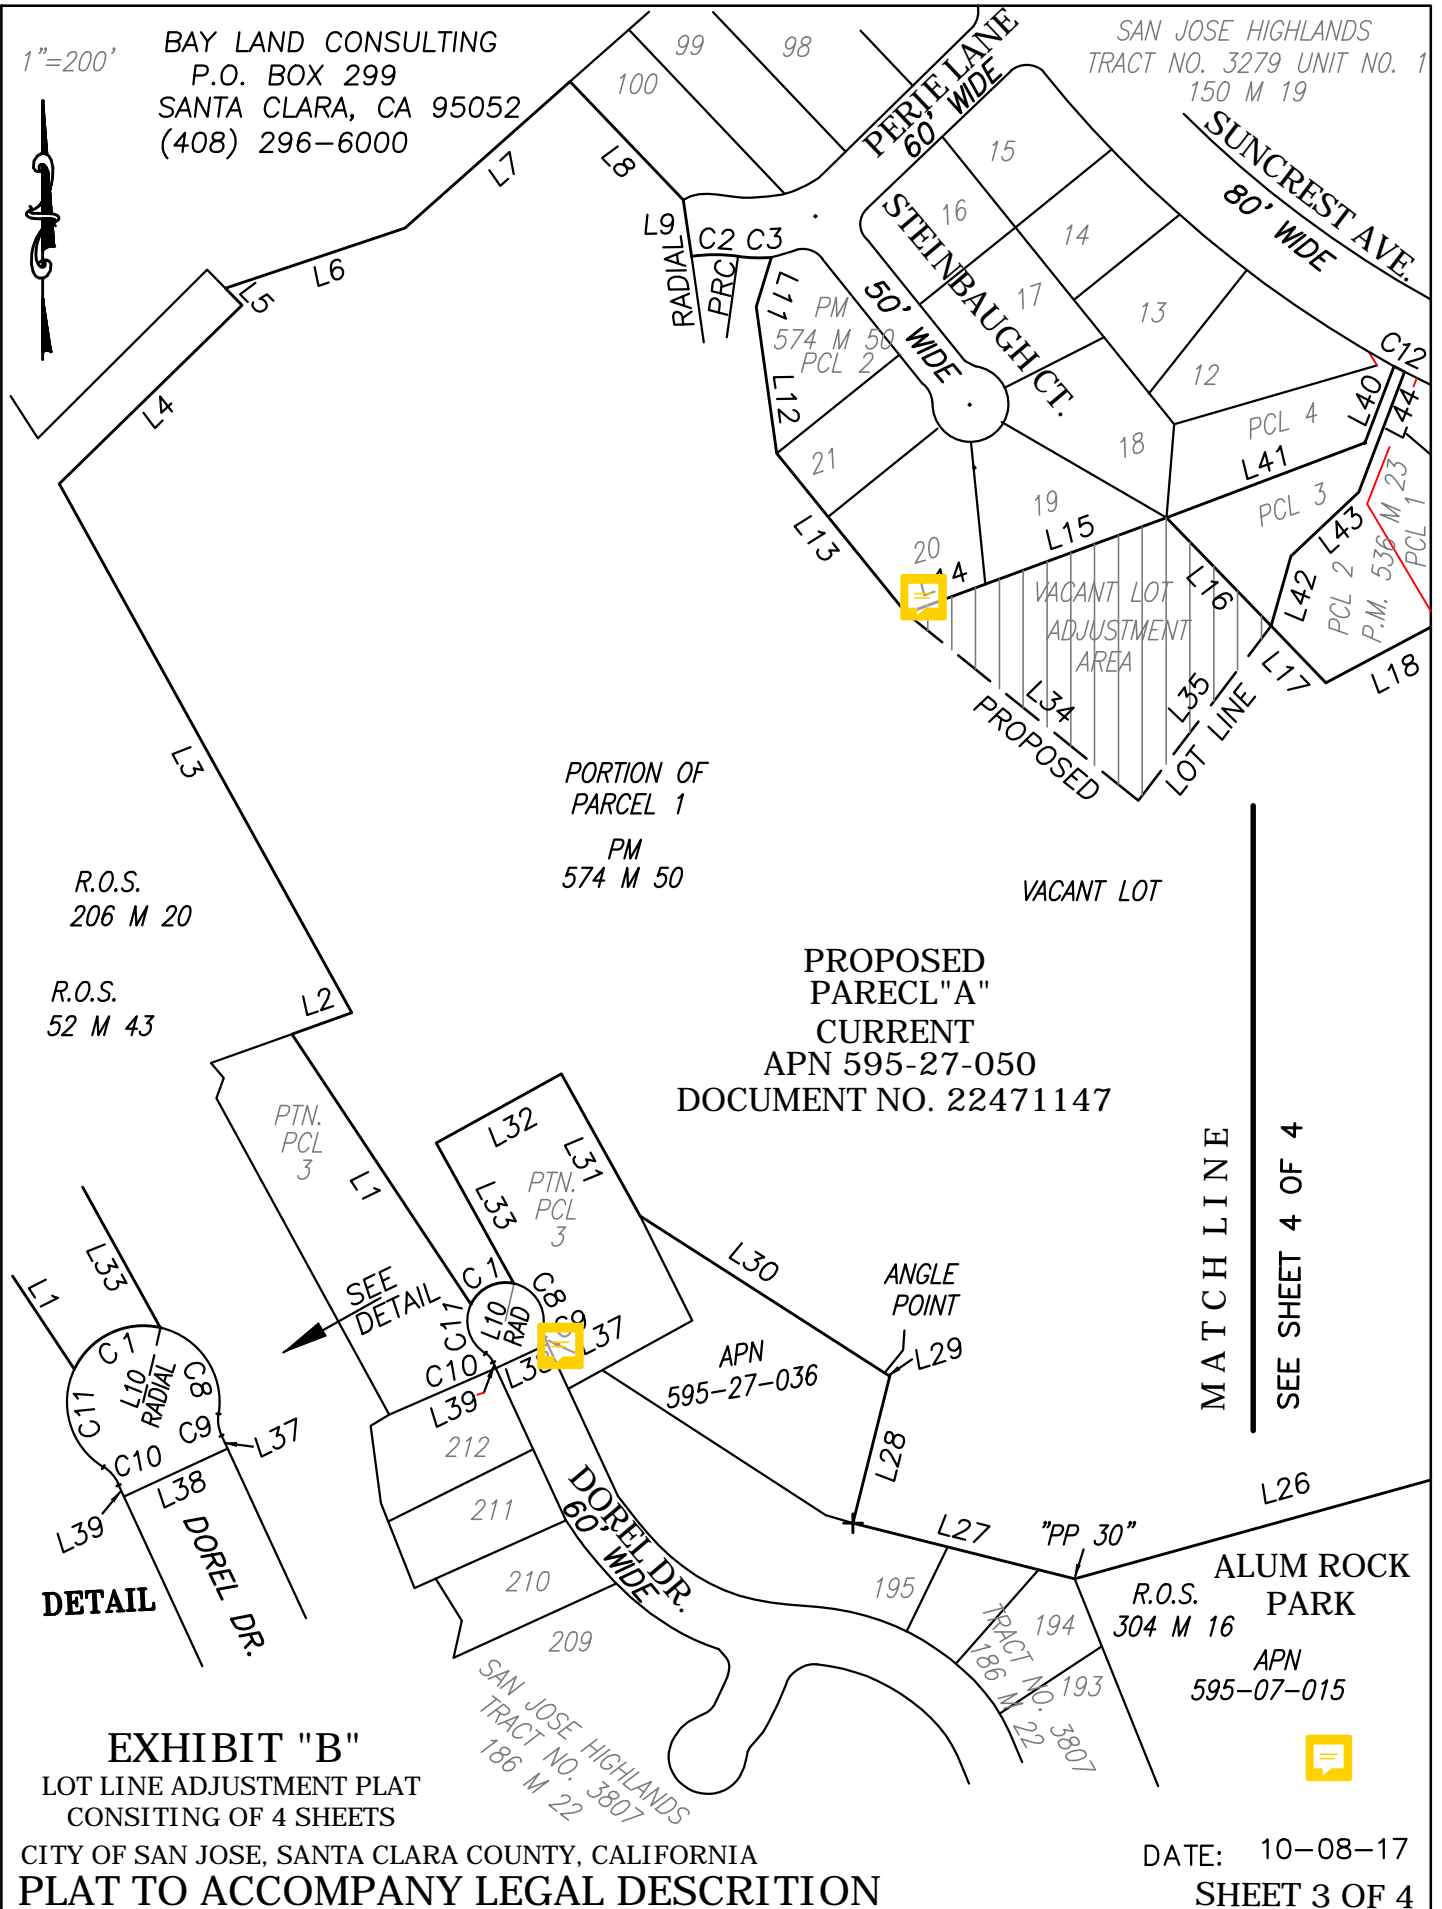 1"=200'
BAY LAND CONSULTING
P.O. BOX 299
SANTA CLARA, CA 95052
(408) 296-6000
SAN JOSE HIGHLANDS
TRACT NO. 3279 UNIT NO. 1
150 M 19
99
98
100
PERIE LANE
60' WIDE
SUNCREST AVE.
80' WIDE
STEINBAUGH CT.
50' WIDE
15
16
14
17
13
12
18
19
20
21
L7
L8
L9
L6
L5
L4
RADIAL
C2
C3
PRC
L11
L12
PM
574 M 50
PCL 2
C12
L40
L44
PCL 4
L41
PCL 3
L43
L42
PCL 2
P.M. 536 M 23
PCL 1
L13
L15
L16
L17
L18
VACANT LOT
ADJUSTMENT
AREA
L34
L35
PROPOSED
LOT LINE
L3
PORTION OF
PARCEL 1
PM
574 M 50
VACANT LOT
R.O.S.
206 M 20
R.O.S.
52 M 43
L2
PROPOSED
PARECL"A"
CURRENT
APN 595-27-050
DOCUMENT NO. 22471147
MATCH LINE
SEE SHEET 4 OF 4
PTN.
PCL
3
L1
L32
L31
L33
PTN.
PCL
3
L30
ANGLE
POINT
L29
L28
SEE
DETAIL
C1
C8
C9
C11
L10
RAD
L37
C10
L39
APN
595-27-036
L1
L33
C1
L10
RADIAL
C8
C11
C9
C10
L37
L38
L39
DOREL DR.
DETAIL
212
211
210
209
DOREL DR.
60' WIDE
L27
"PP 30"
L26
195
194
193
TRACT NO. 3807
186 M 22
R.O.S.
304 M 16
ALUM ROCK
PARK
APN
595-07-015
SAN JOSE HIGHLANDS
TRACT NO. 3807
186 M 22
EXHIBIT "B"
LOT LINE ADJUSTMENT PLAT
CONSITING OF 4 SHEETS
CITY OF SAN JOSE, SANTA CLARA COUNTY, CALIFORNIA
PLAT TO ACCOMPANY LEGAL DESCRITION
DATE: 10-08-17
SHEET 3 OF 4